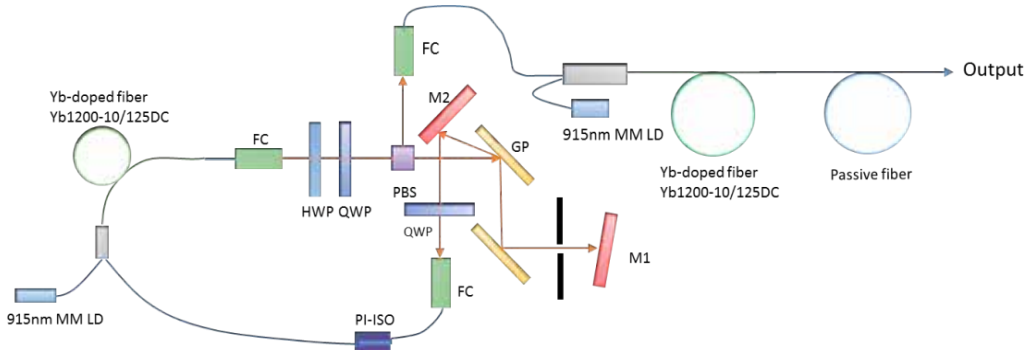 FC
Output
Yb-doped fiber
Yb1200-10/125DC
M2
915nm MM LD
FC
GP
HWP QWP
PBS
Yb-doped fiber
Yb1200-10/125DC
Passive fiber
QWP
M1
FC
915nm MM LD
PI-ISO